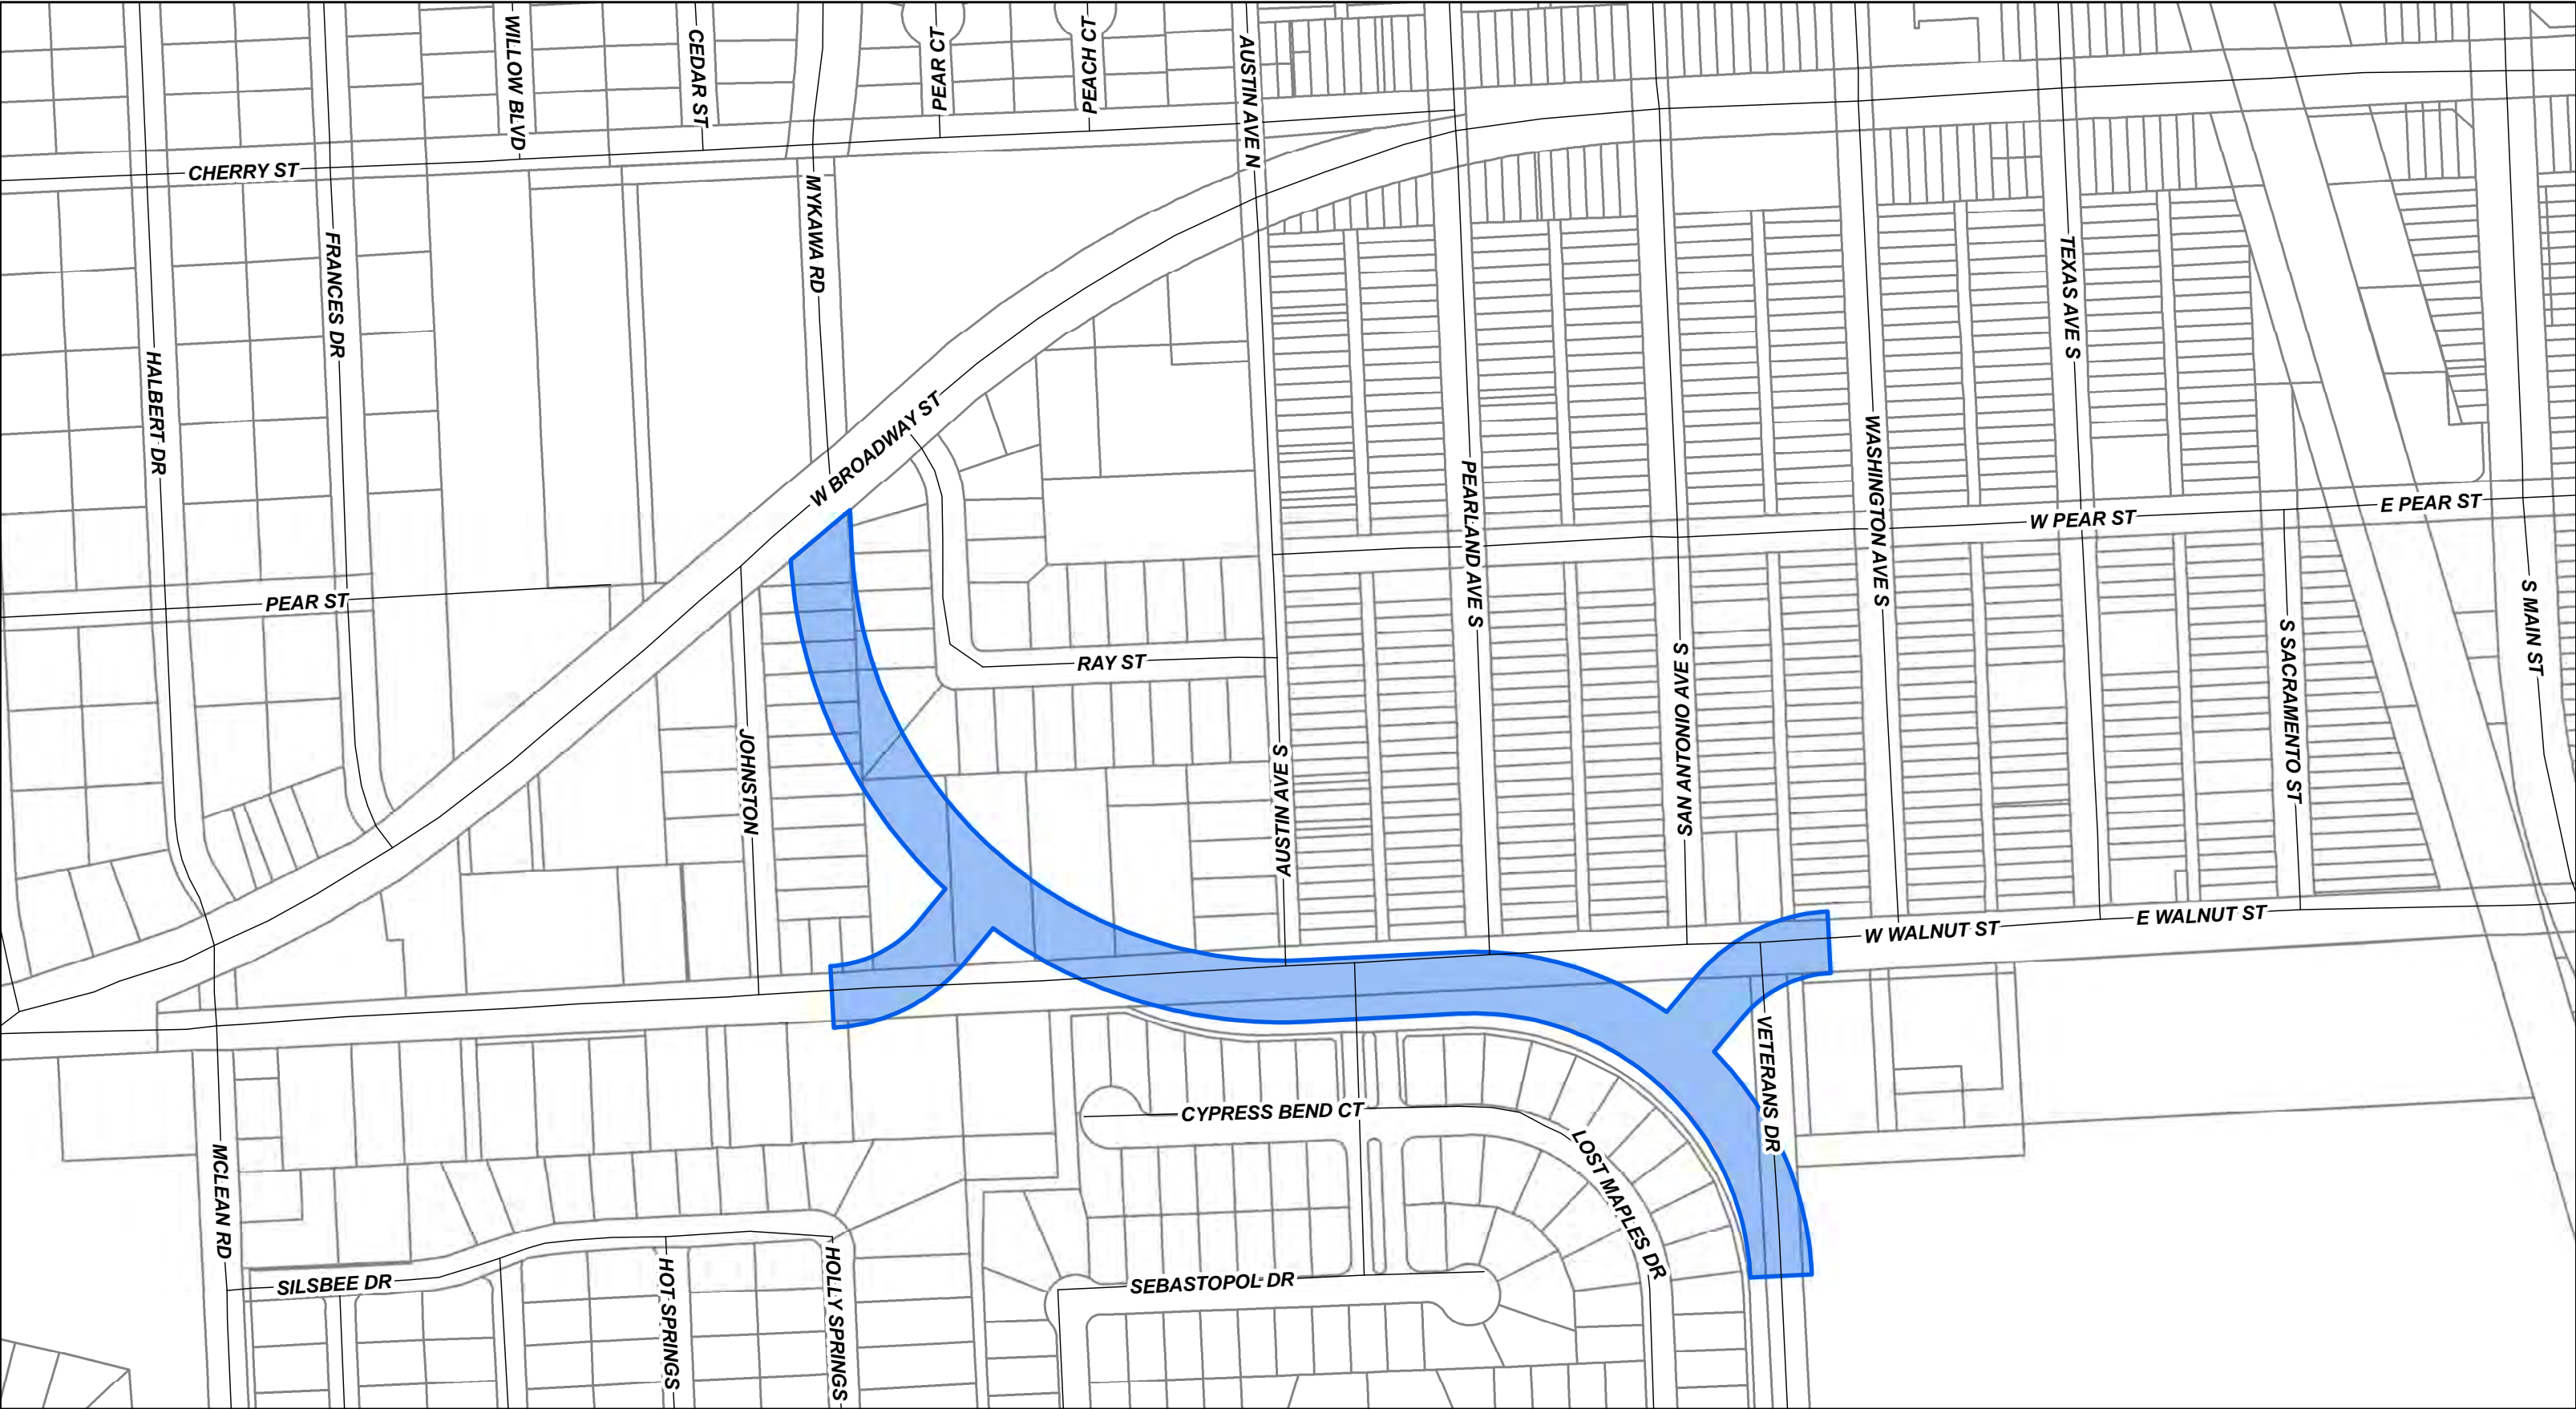 WILLOW BLVD
CEDAR ST
PEAR CT
PEACH CT
AUSTIN AVE N
CHERRY ST
MYKAWA RD
FRANCES DR
TEXAS AVE S
HALBERT DR
W BROADWAY ST
WASHINGTON AVE S
PEARLAND AVE S
E PEAR ST
W PEAR ST
PEAR ST
S MAIN ST
S SACRAMENTO ST
RAY ST
SAN ANTONIO AVE S
JOHNSTON
AUSTIN AVE S
E WALNUT ST
W WALNUT ST
VETERANS DR
CYPRESS BEND CT
LOST MAPLES DR
MCLEAN RD
SILSBEE DR
HOT SPRINGS
HOLLY SPRINGS
SEBASTOPOL DR